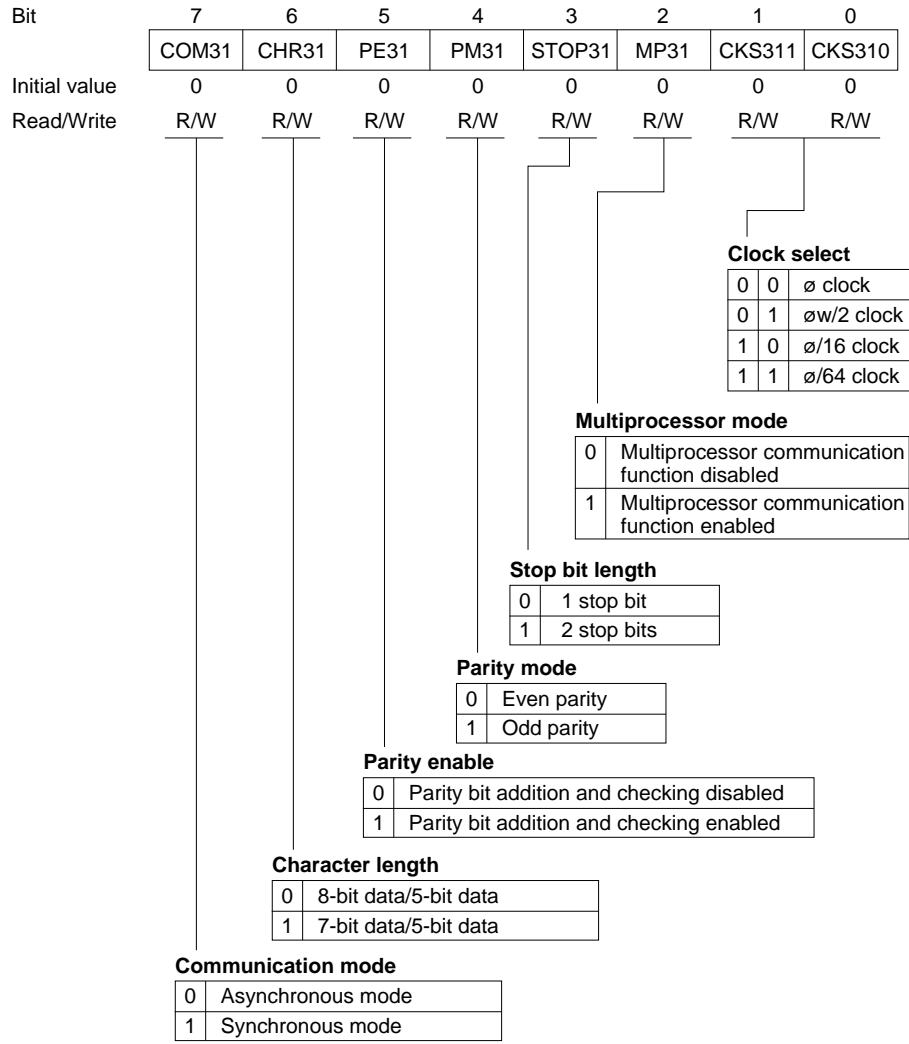 Bit 7 6 5 4 3 2 1 0
COM31 CHR31 PE31 PM31 STOP31 MP31 CKS311 CKS310
Initial value 0 0 0 0 0 0 0 0
Read/Write R/W R/W R/W R/W R/W R/W R/W R/W
Clock select
0 0 ø clock
0 1 øw/2 clock
1 0 ø/16 clock
1 1 ø/64 clock
Multiprocessor mode
0 Multiprocessor communication
function disabled
1 Multiprocessor communication
function enabled
Stop bit length
0 1 stop bit
1 2 stop bits
Parity mode
0 Even parity
1 Odd parity
Parity enable
0 Parity bit addition and checking disabled
1 Parity bit addition and checking enabled
Character length
0 8-bit data/5-bit data
1 7-bit data/5-bit data
Communication mode
0 Asynchronous mode
1 Synchronous mode